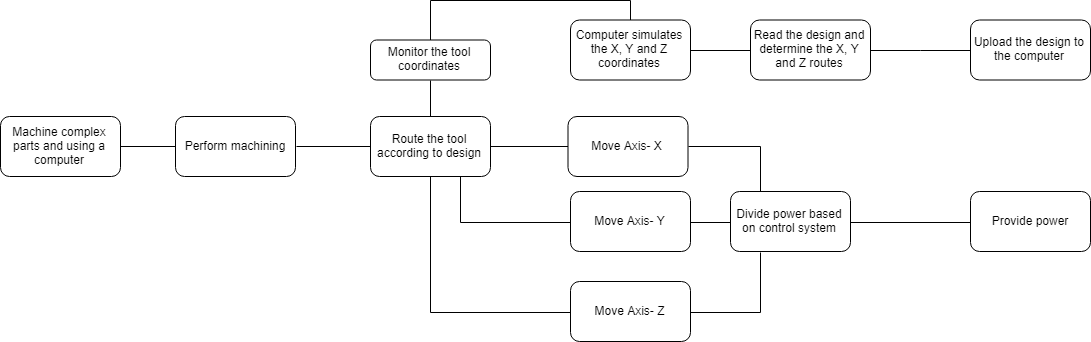 Monitor the tool
coordinates
Computer simulates
the X, Y and Z
coordinates
Read the design and
determine the X, Y
and Z routes
Upload the design to
the computer
Machine complex
parts and using a
computer
Perform machining
Route the tool
according to design
Move Axis- X
Move Axis- Y
Divide power based
on control system
Provide power
Move Axis- Z